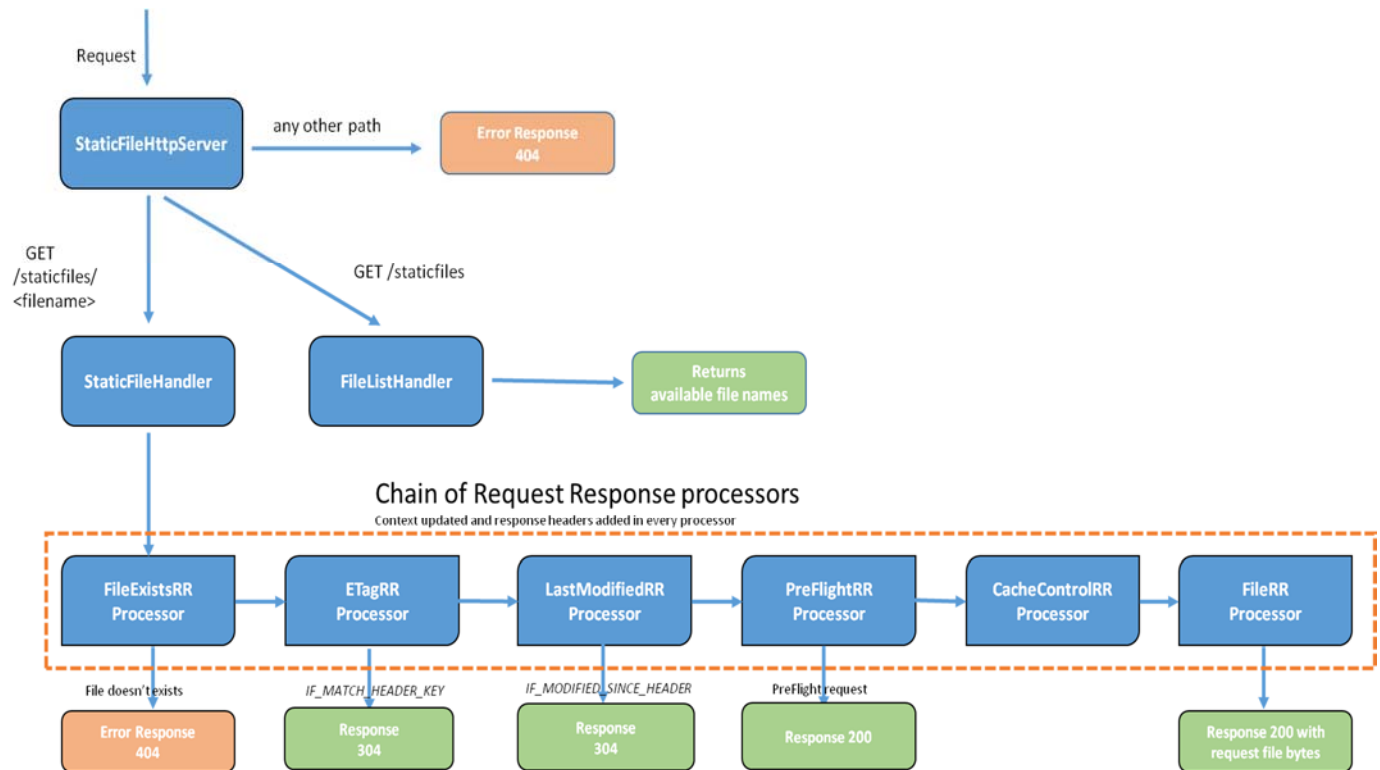 Request
StaticFileHttpServer
any other path
Error Response
404
GET
/staticfiles/
<filename>
GET /staticfiles
StaticFileHandler
FileListHandler
Returns
available file names
Chain of Request Response processors
Context updated and response headers added in every processor
FileExistsRR
Processor
ETagRR
Processor
LastModifiedRR
Processor
PreFlightRR
Processor
CacheControlRR
Processor
FileRR
Processor
File doesn't exists
IF_MATCH_HEADER_KEY
IF_MODIFIED_SINCE_HEADER
PreFlight request
Error Response
404
Response
304
Response
304
Response 200
Response 200 with
request file bytes